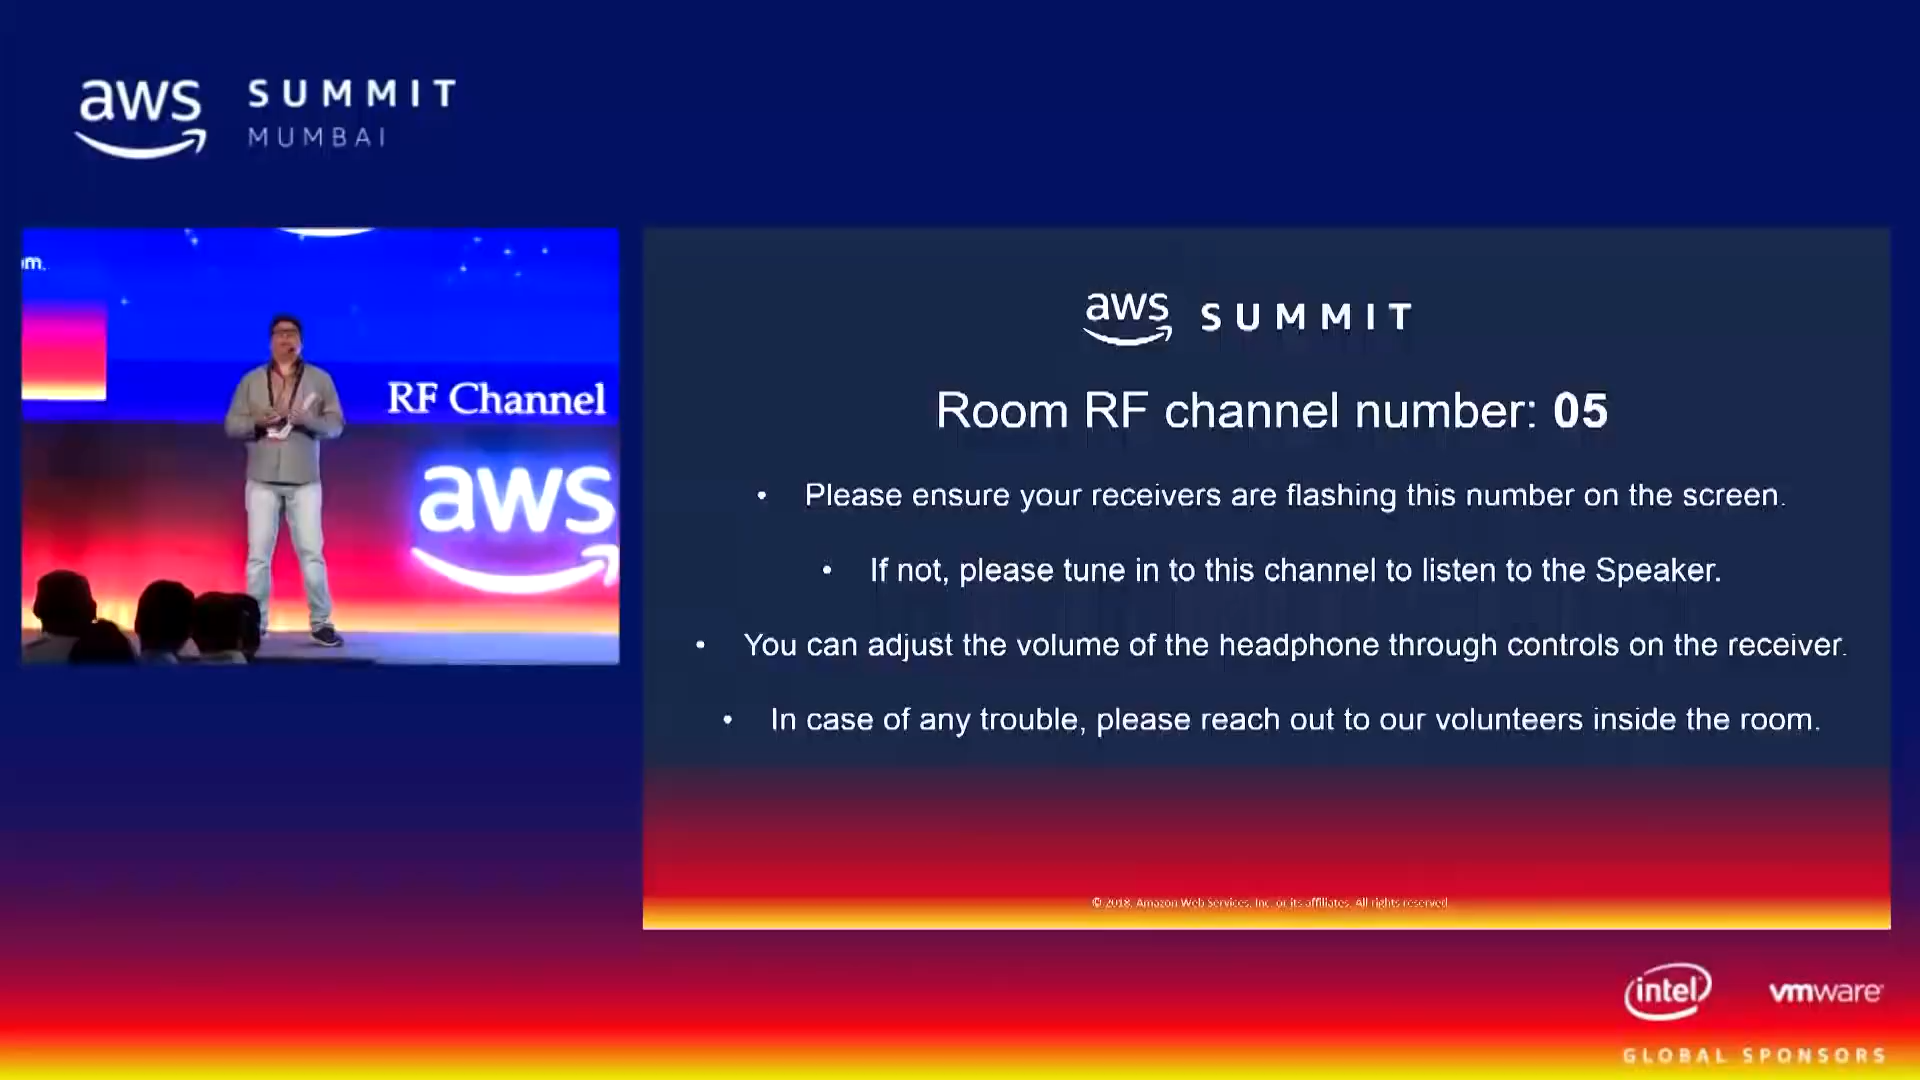 aws SUMMIT
MUMBAI
m.
RF Channel
aws
aws SUMMIT
Room RF channel number: 05
• Please ensure your receivers are flashing this number on the screen.
• If not, please tune in to this channel to listen to the Speaker.
• You can adjust the volume of the headphone through controls on the receiver.
• In case of any trouble, please reach out to our volunteers inside the room.
© 2018, Amazon Web Services, Inc. or its affiliates. All rights reserved
intel vmware
GLOBAL SPONSORS